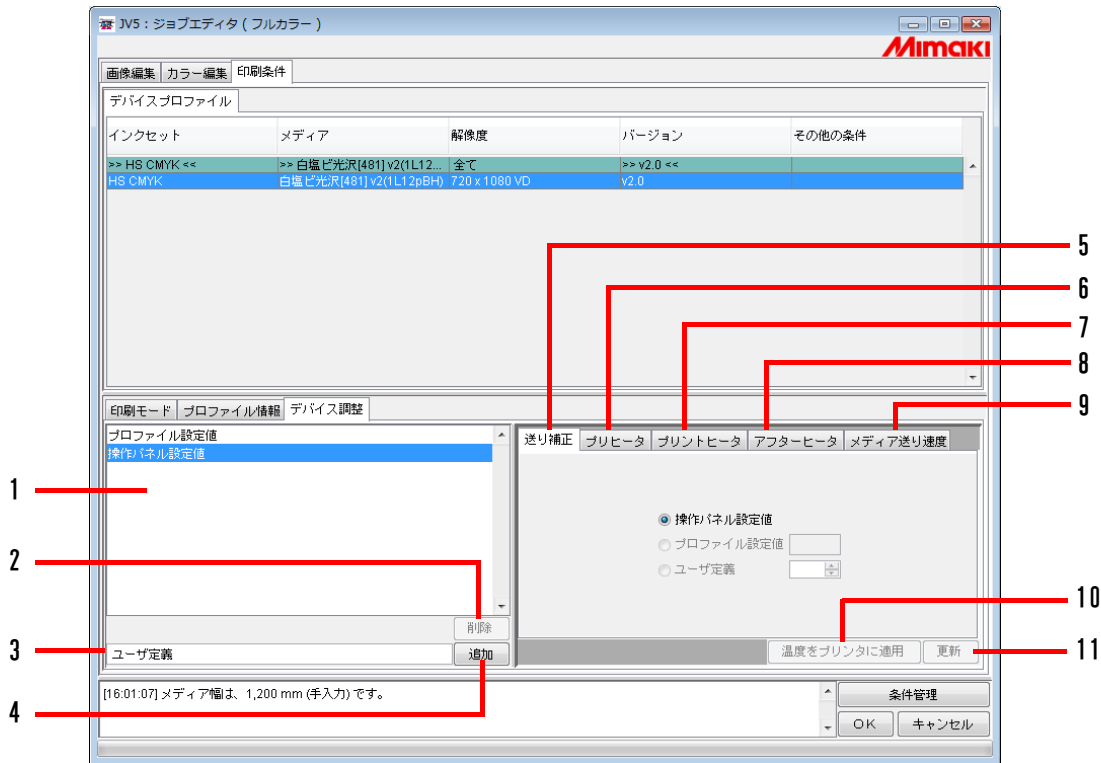 JV5：ジョブエディタ ( フルカラー )
Mimaki
画像編集 カラー編集 印刷条件
デバイスプロファイル
インクセット メディア 解像度 バージョン その他の条件
>> HS CMYK << >> 白塩ビ光沢[481] v2(1L12... 全て >> v2.0 <<
HS CMYK 白塩ビ光沢[481] v2(1L12pBH) 720 x 1080 VD v2.0
5
6
7
8
9
印刷モード プロファイル情報 デバイス調整
プロファイル設定値
操作パネル設定値
送り補正 プリヒータ プリントヒータ アフターヒータ メディア送り速度
1
操作パネル設定値
プロファイル設定値
ユーザ定義
2
10
削除
3
ユーザ定義 追加
温度をプリンタに適用 更新
11
4
[16:01:07] メディア幅は、1,200 mm (手入力) です。
条件管理
OK キャンセル